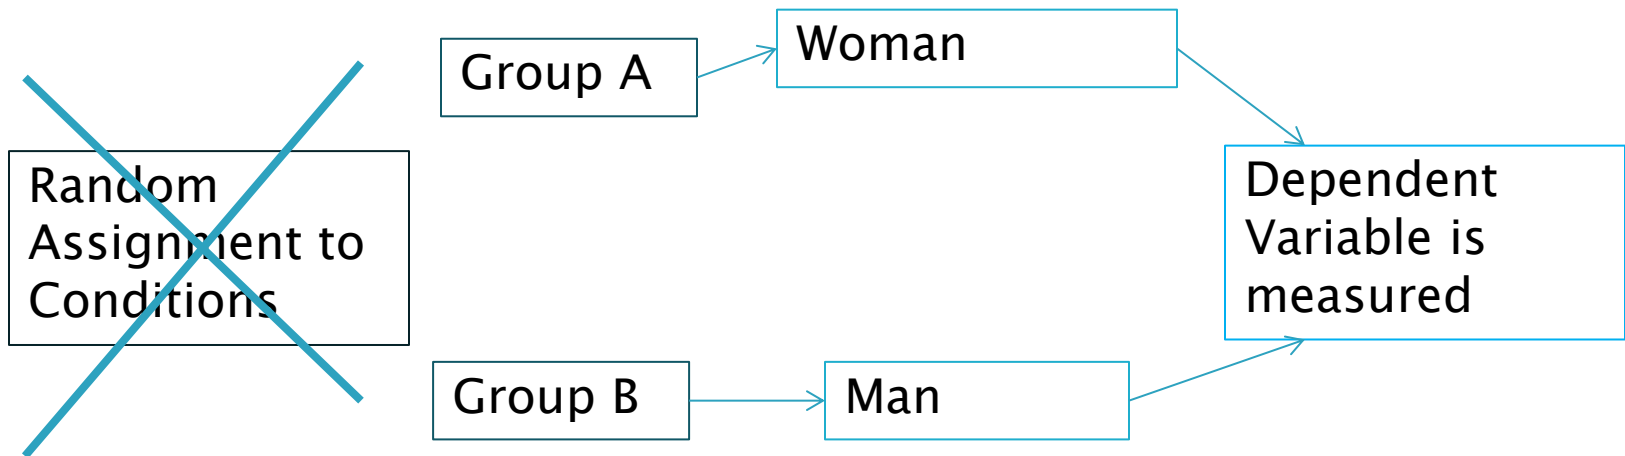 Random
Assignment to
Conditions
Group A
Woman
Group B
Man
Dependent
Variable is
measured